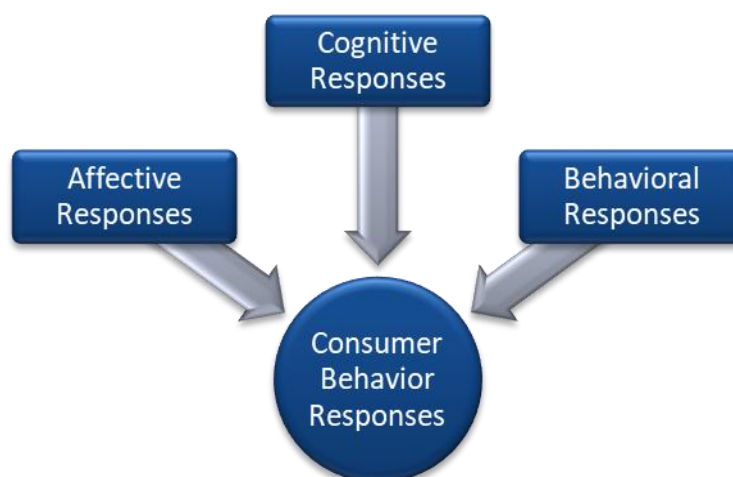 Cognitive
Responses
Affective
Responses
Behavioral
Responses
Consumer
Behavior
Responses